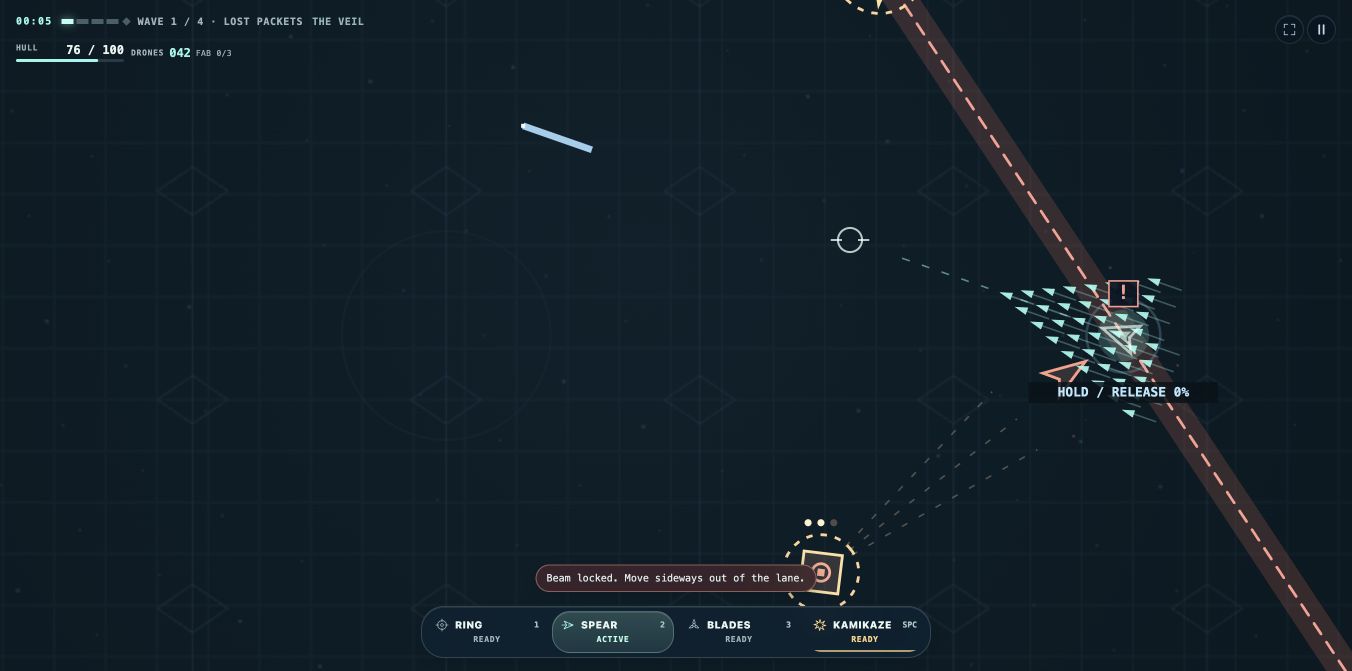 00:05 WAVE 1 / 4 · LOST PACKETS THE VEIL
HULL 76 / 100 DRONES 042 FAB 0/3
!
HOLD / RELEASE 0%
Beam locked. Move sideways out of the lane.
RING 1 SPEAR 2 BLADES 3 KAMIKAZE SPC
READY ACTIVE READY READY